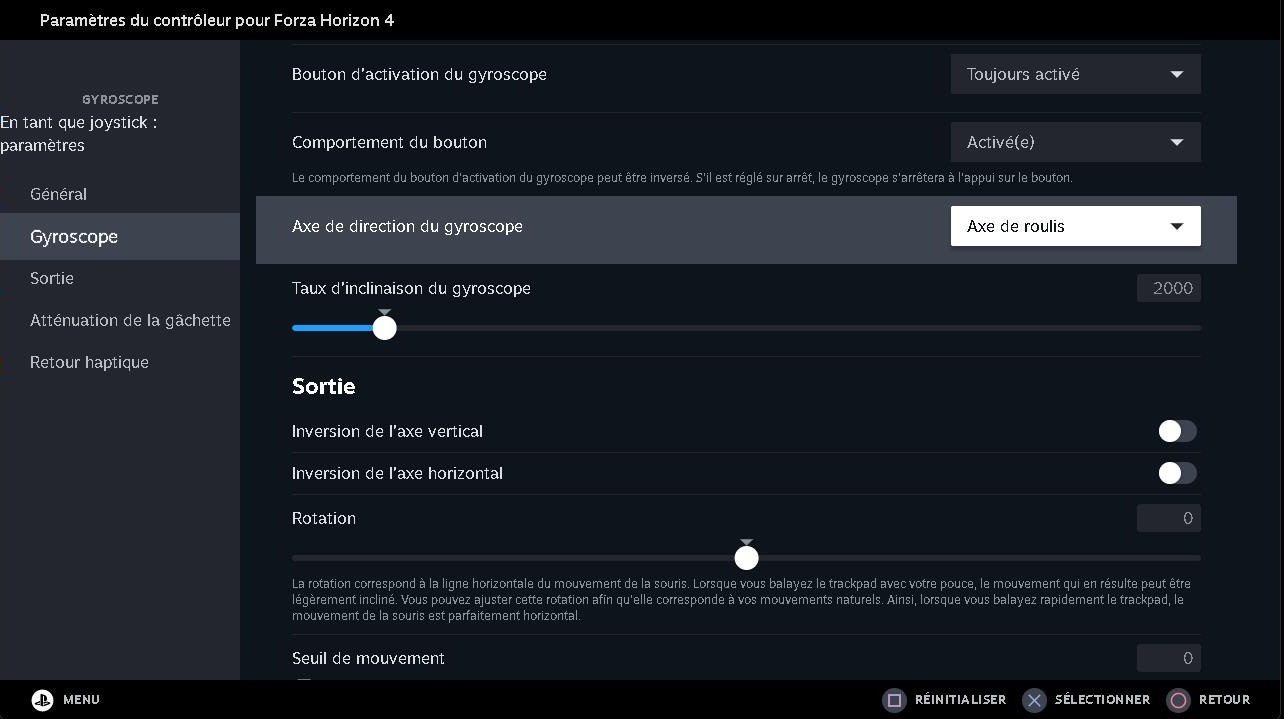 Paramètres du contrôleur pour Forza Horizon 4
GYROSCOPE
En tant que joystick :
paramètres
Général
Gyroscope
Sortie
Atténuation de la gâchette
Retour haptique
Bouton d'activation du gyroscope
Toujours activé
Comportement du bouton
Activé(e)
Le comportement du bouton d'activation du gyroscope peut être inversé. S'il est réglé sur arrêt, le gyroscope s'arrêtera à l'appui sur le bouton.
Axe de direction du gyroscope
Axe de roulis
Taux d'inclinaison du gyroscope
2000
Sortie
Inversion de l'axe vertical
Inversion de l'axe horizontal
Rotation
0
La rotation correspond à la ligne horizontale du mouvement de la souris. Lorsque vous balayez le trackpad avec votre pouce, le mouvement qui en résulte peut être
légèrement incliné. Vous pouvez ajuster cette rotation afin qu'elle corresponde à vos mouvements naturels. Ainsi, lorsque vous balayez rapidement le trackpad, le
mouvement de la souris est parfaitement horizontal.
Seuil de mouvement
0
MENU
RÉINITIALISER
SÉLECTIONNER
RETOUR